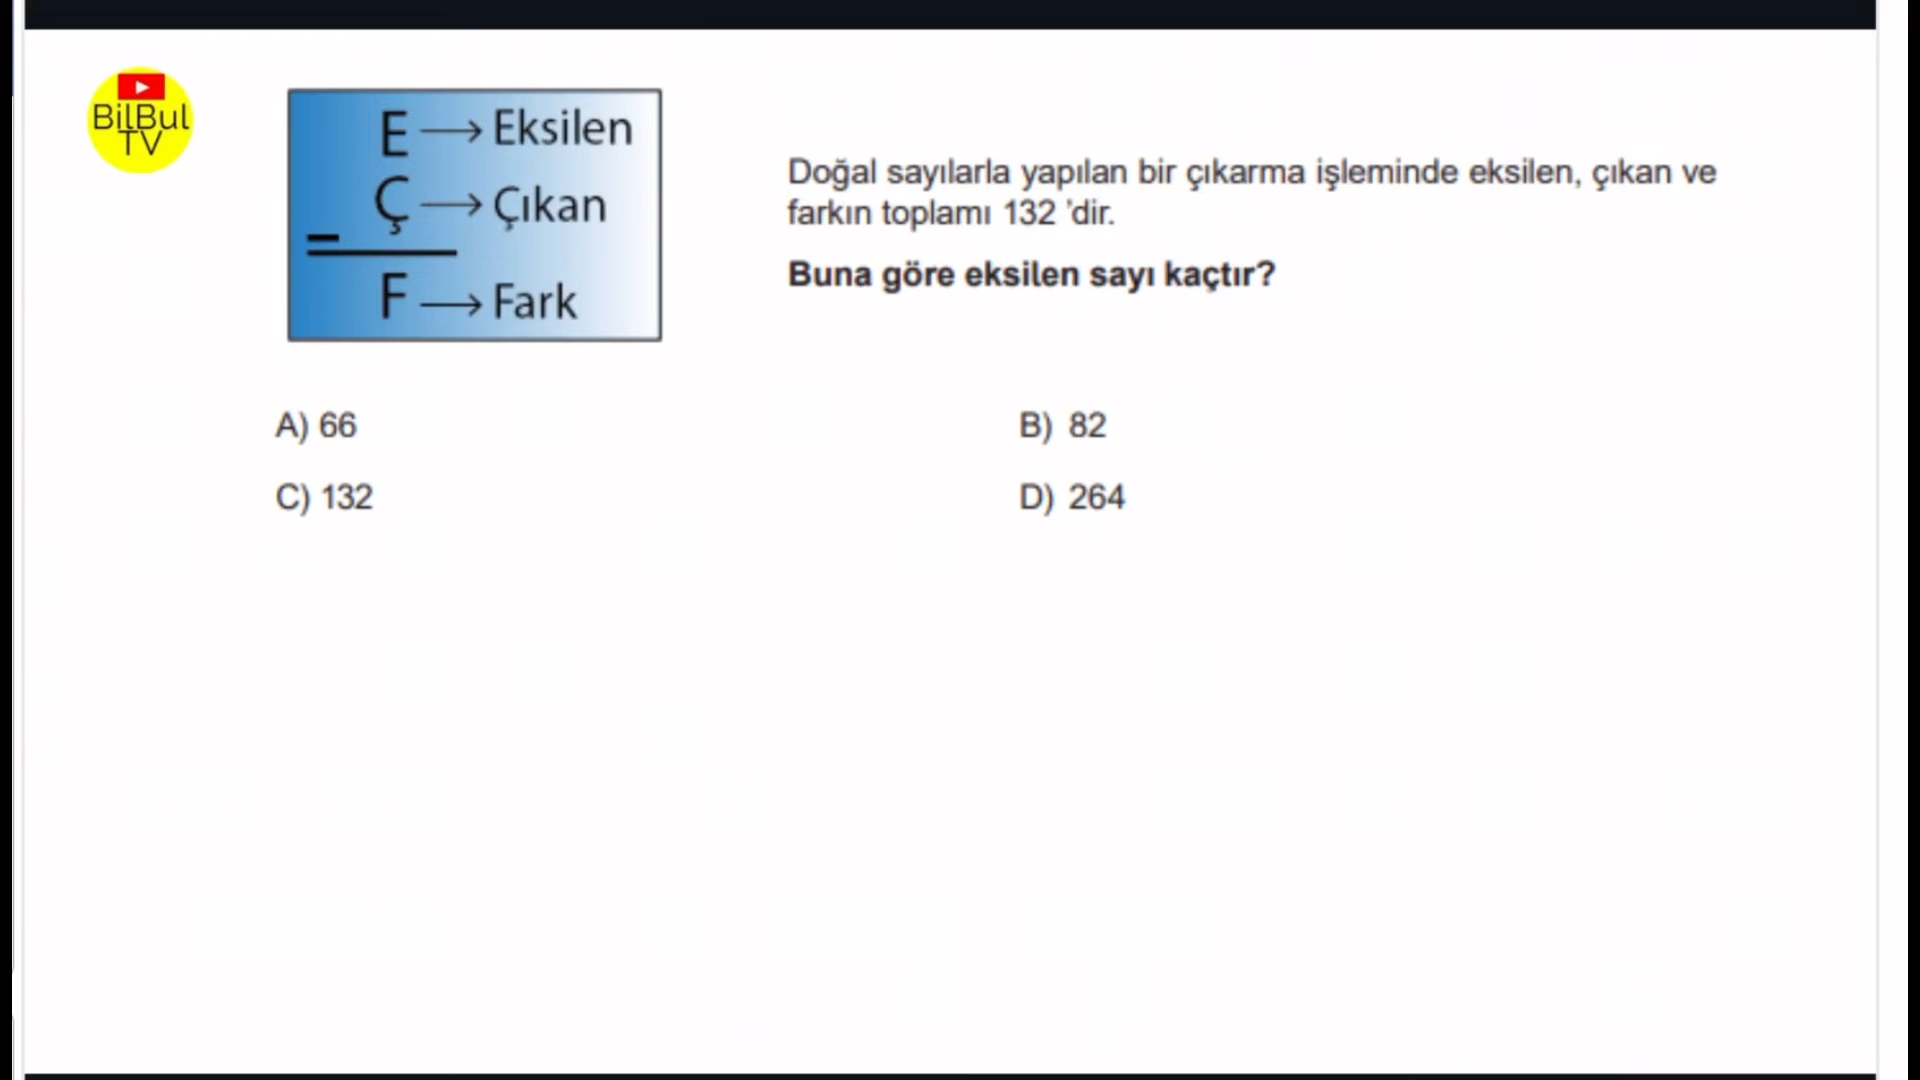 BilBul
TV
E → Eksilen
Ç → Çıkan
F → Fark
Doğal sayılarla yapılan bir çıkarma işleminde eksilen, çıkan ve
farkın toplamı 132 'dir.
Buna göre eksilen sayı kaçtır?
A) 66
B) 82
C) 132
D) 264